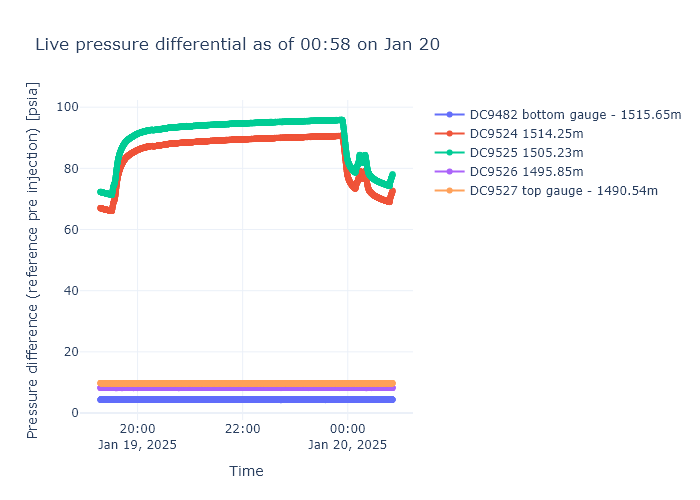 Live pressure differential as of 00:58 on Jan 20
Pressure difference (reference pre injection) [psia]
100
80
60
40
20
0
20:00
Jan 19, 2025
22:00
00:00
Jan 20, 2025
Time
DC9482 bottom gauge - 1515.65m
DC9524 1514.25m
DC9525 1505.23m
DC9526 1495.85m
DC9527 top gauge - 1490.54m